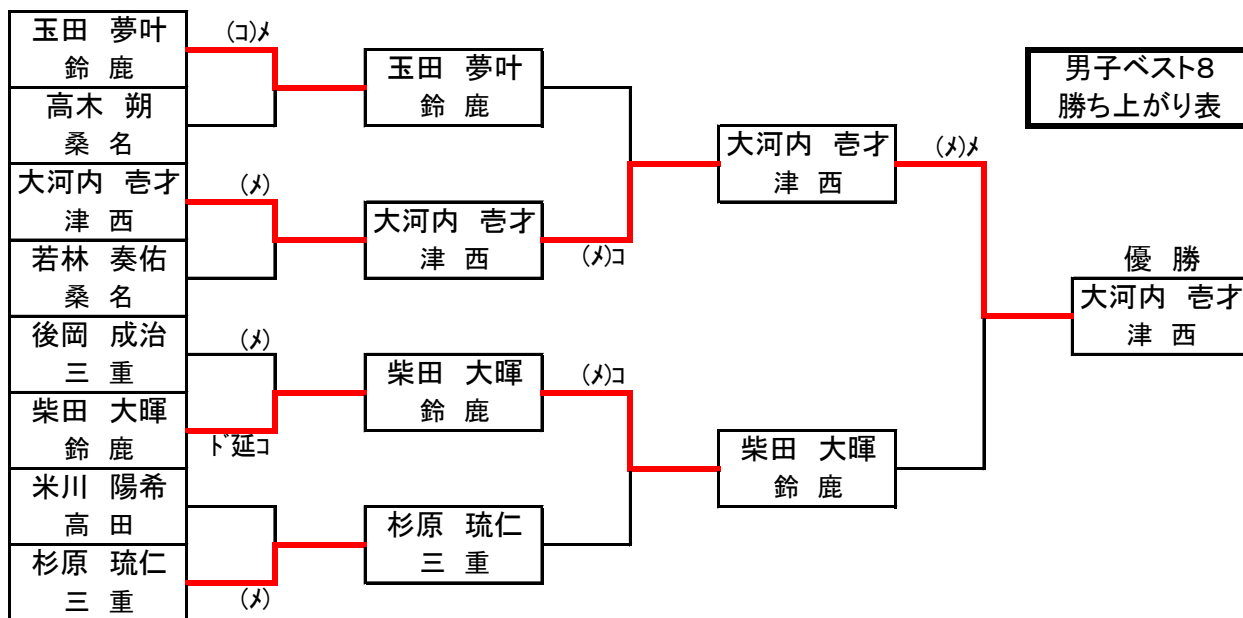 玉田 夢叶
鈴 鹿
高木 朔
桑 名
大河内 壱才
津 西
若林 奏佑
桑 名
後岡 成治
三 重
柴田 大暉
鈴 鹿
米川 陽希
高 田
杉原 琉仁
三 重
(ｺ)ﾒ
(ﾒ)
(ﾒ)
ﾄﾞ延ｺ
(ﾒ)
玉田 夢叶
鈴 鹿
大河内 壱才
津 西
柴田 大暉
鈴 鹿
杉原 琉仁
三 重
(ﾒ)ｺ
(ﾒ)ｺ
大河内 壱才
津 西
柴田 大暉
鈴 鹿
(ﾒ)ﾒ
男子ベスト8
勝ち上がり表
優 勝
大河内 壱才
津 西